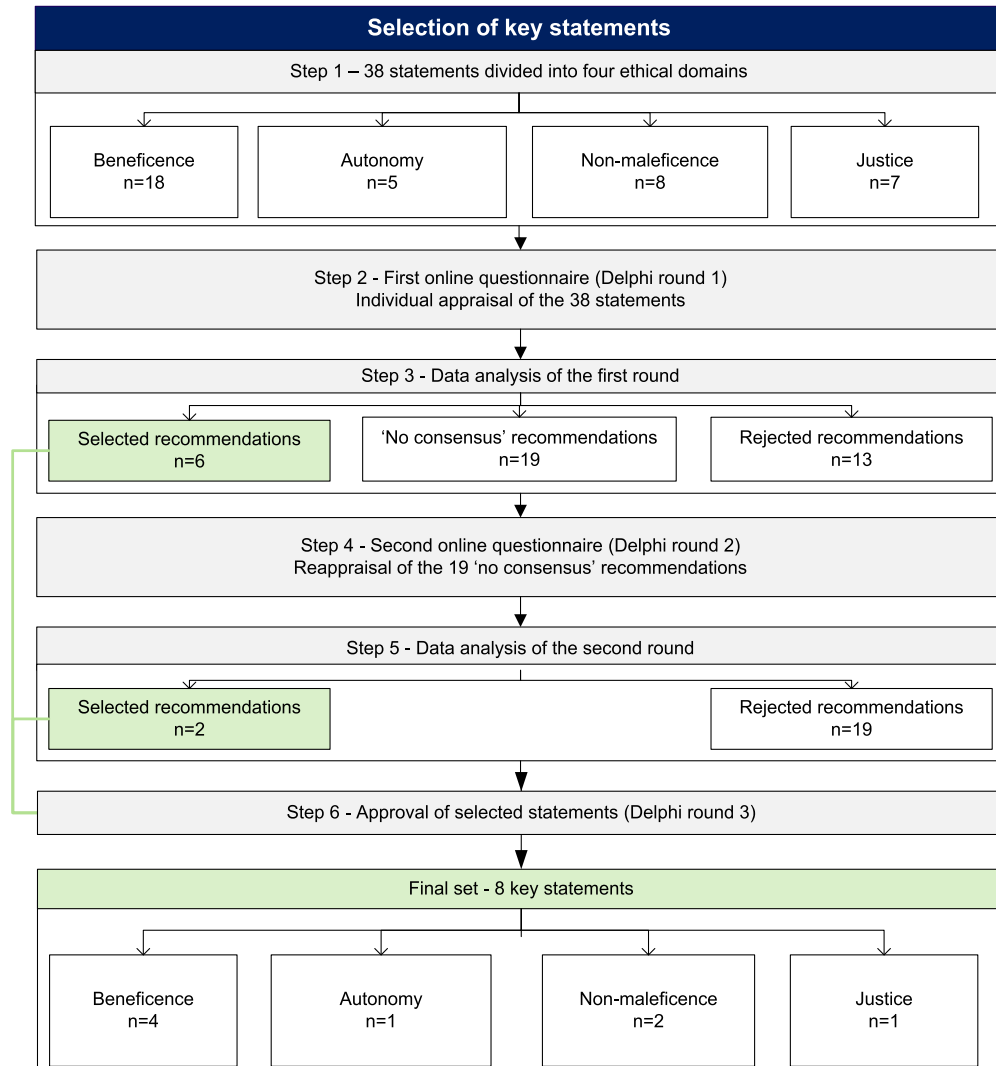 Selection of key statements
Step 1 – 38 statements divided into four ethical domains
Beneficence
n=18
Autonomy
n=5
Non-maleficence
n=8
Justice
n=7
Step 2 - First online questionnaire (Delphi round 1)
Individual appraisal of the 38 statements
Step 3 - Data analysis of the first round
Selected recommendations
n=6
‘No consensus’ recommendations
n=19
Rejected recommendations
n=13
Step 4 - Second online questionnaire (Delphi round 2)
Reappraisal of the 19 ‘no consensus’ recommendations
Step 5 - Data analysis of the second round
Selected recommendations
n=2
Rejected recommendations
n=19
Step 6 - Approval of selected statements (Delphi round 3)
Final set - 8 key statements
Beneficence
n=4
Autonomy
n=1
Non-maleficence
n=2
Justice
n=1